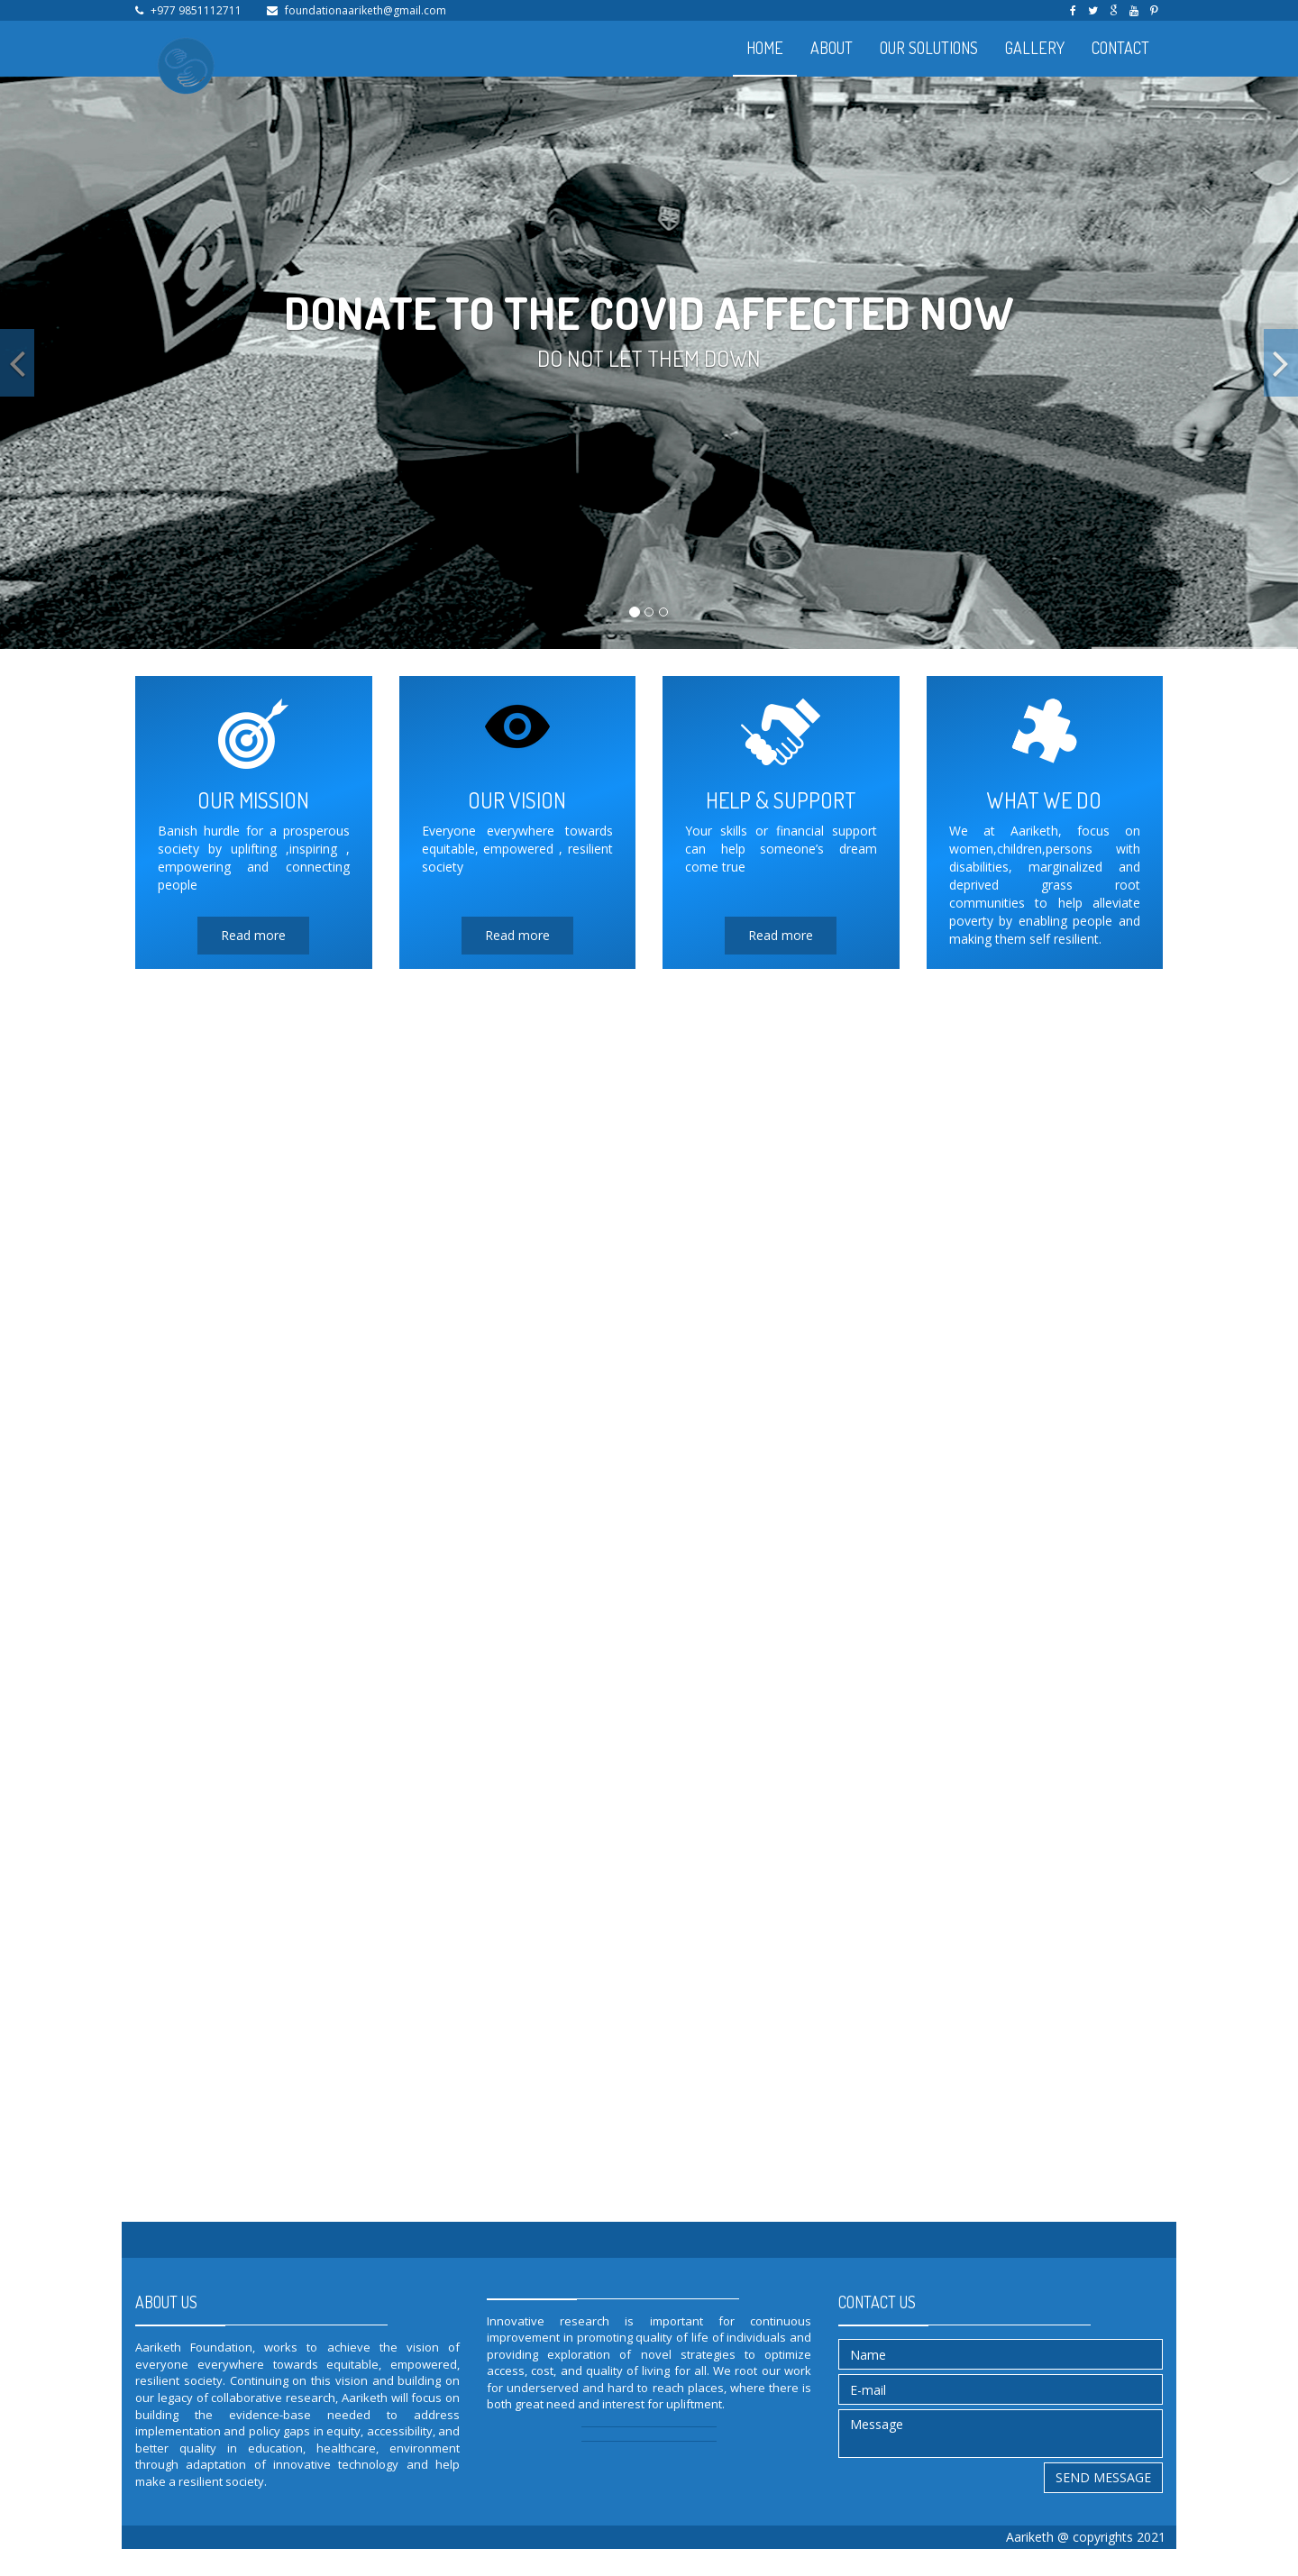 +977 9851112711 foundationaariketh@gmail.com
HOME ABOUT OUR SOLUTIONS GALLERY CONTACT
DONATE TO THE COVID AFFECTED NOW
DO NOT LET THEM DOWN
OUR MISSION
Banish hurdle for a prosperous
society by uplifting ,inspiring ,
empowering and connecting
people
Read more
OUR VISION
Everyone everywhere towards
equitable, empowered , resilient
society
Read more
HELP & SUPPORT
Your skills or financial support
can help someone’s dream
come true
Read more
WHAT WE DO
We at Aariketh, focus on
women,children,persons with
disabilities, marginalized and
deprived grass root
communities to help alleviate
poverty by enabling people and
making them self resilient.
ABOUT US
Aariketh Foundation, works to achieve the vision of
everyone everywhere towards equitable, empowered,
resilient society. Continuing on this vision and building on
our legacy of collaborative research, Aariketh will focus on
building the evidence-base needed to address
implementation and policy gaps in equity, accessibility, and
better quality in education, healthcare, environment
through adaptation of innovative technology and help
make a resilient society.
Innovative research is important for continuous
improvement in promoting quality of life of individuals and
providing exploration of novel strategies to optimize
access, cost, and quality of living for all. We root our work
for underserved and hard to reach places, where there is
both great need and interest for upliftment.
CONTACT US
Name
E-mail
Message
SEND MESSAGE
Aariketh @ copyrights 2021